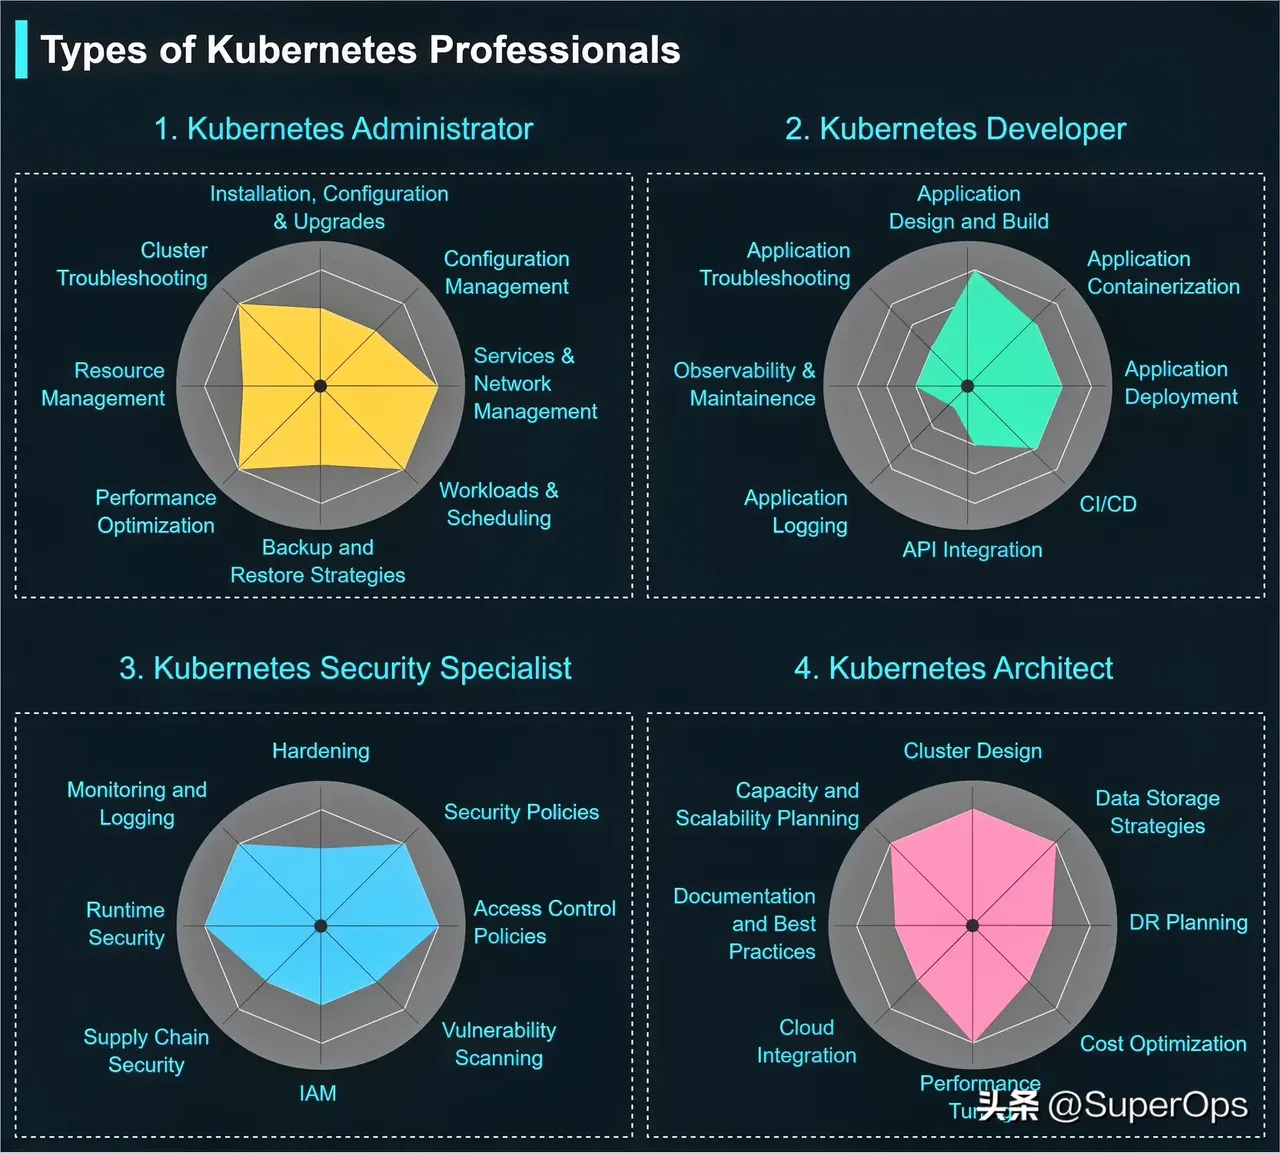 Types of Kubernetes Professionals
1. Kubernetes Administrator
Installation, Configuration
& Upgrades
Cluster
Troubleshooting
Configuration
Management
Resource
Management
Services &
Network
Management
Performance
Optimization
Workloads &
Scheduling
Backup and
Restore Strategies
2. Kubernetes Developer
Application
Design and Build
Application
Troubleshooting
Application
Containerization
Observability &
Maintainence
Application
Deployment
Application
Logging
CI/CD
API Integration
3. Kubernetes Security Specialist
Hardening
Monitoring and
Logging
Security Policies
Runtime
Security
Access Control
Policies
Supply Chain
Security
Vulnerability
Scanning
IAM
4. Kubernetes Architect
Cluster Design
Capacity and
Scalability Planning
Data Storage
Strategies
Documentation
and Best
Practices
DR Planning
Cloud
Integration
Cost Optimization
Performance
头条 @SuperOps